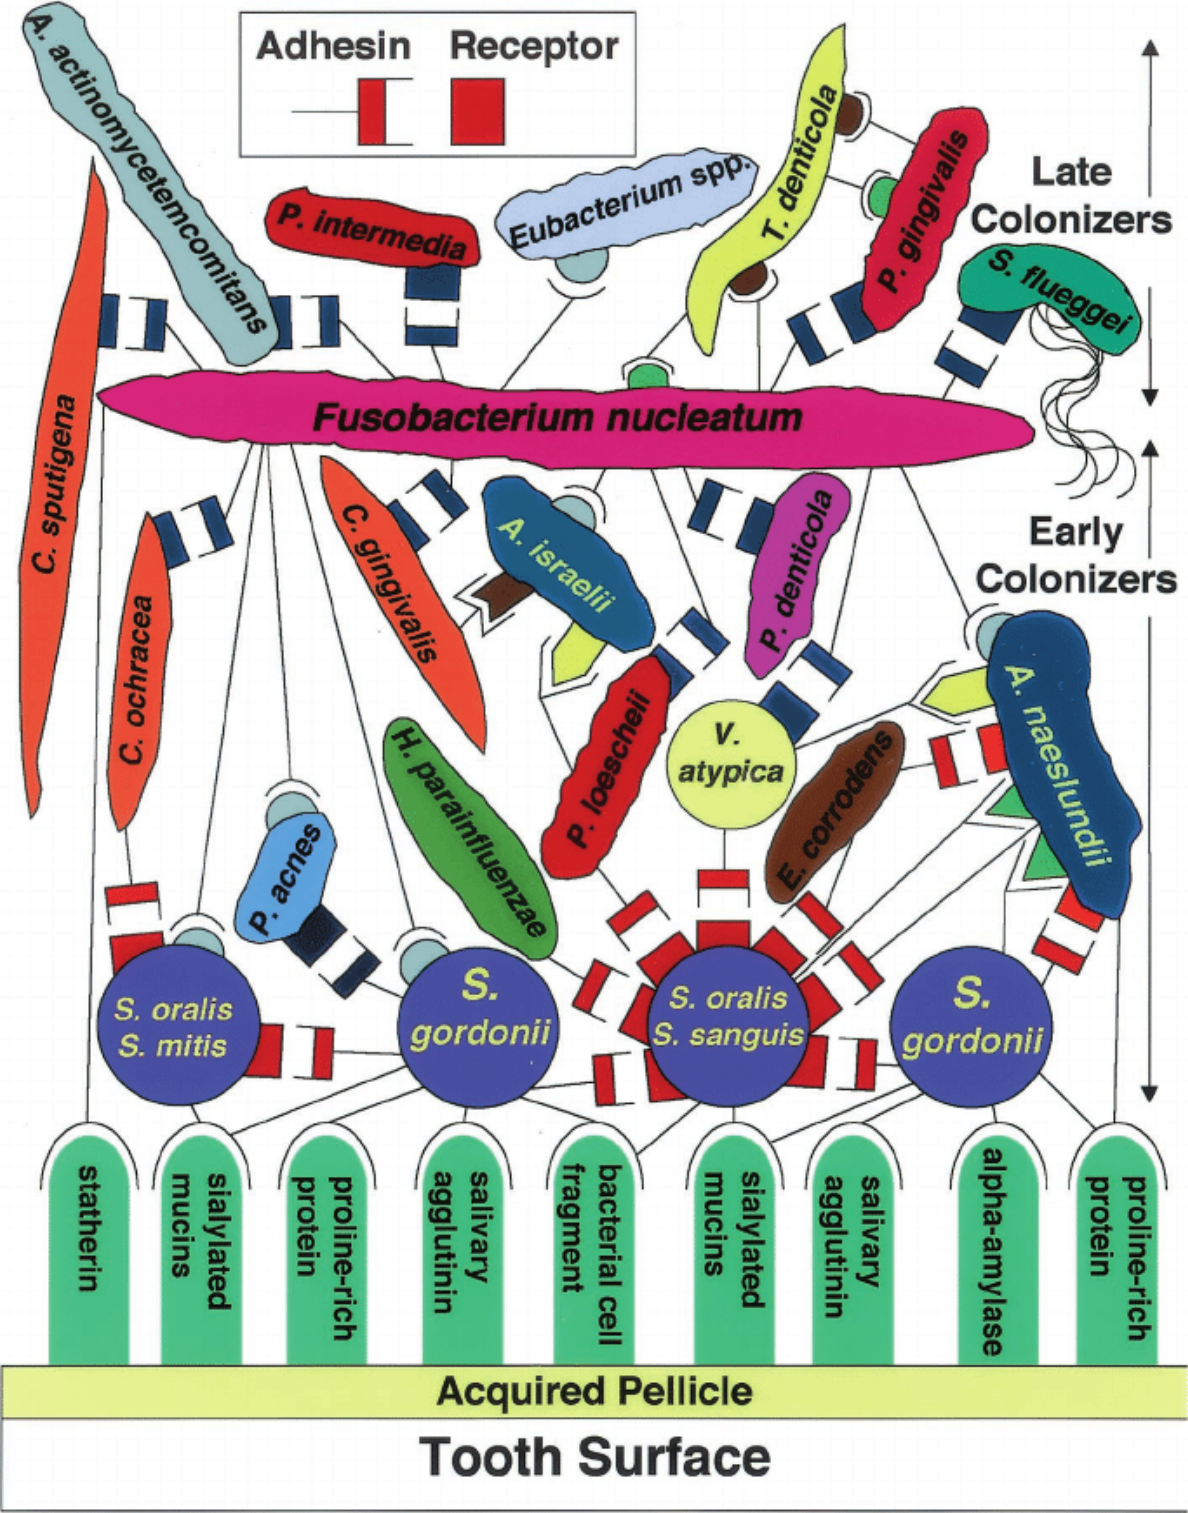 Adhesin
Receptor
A. actinomycetemcomitans
P. intermedia
Eubacterium spp.
T. denticola
P. gingivalis
Late
Colonizers
S. flueggei
Fusobacterium nucleatum
C. sputigena
C. ochracea
C. gingivalis
A. israelii
P. denticola
Early
Colonizers
P. loescheii
V.
atypica
A. naeslundii
H. parainfluenzae
E. corrodens
P. acnes
S. oralis
S. mitis
S.
gordonii
S. oralis
S. sanguis
S.
gordonii
statherin
sialylated
mucins
proline-rich
protein
salivary
agglutinin
bacterial cell
fragment
sialylated
mucins
salivary
agglutinin
alpha-amylase
proline-rich
protein
Acquired Pellicle
Tooth Surface